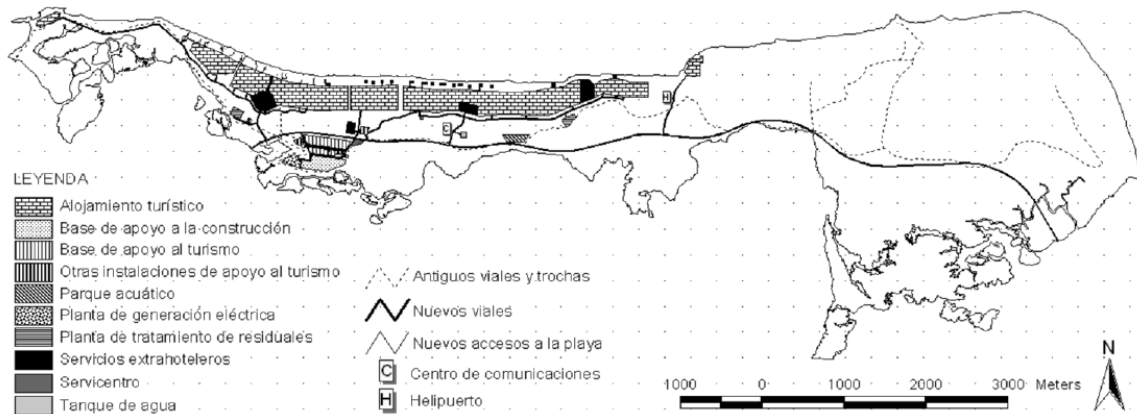 C
C
LEYENDA
Alojamiento turístico
Base de apoyo a la construcción
Base de apoyo al turismo
Otras instalaciones de apoyo al turismo
Parque acuático
Planta de generación eléctrica
Planta de tratamiento de residuales
Servicios extrahoteleros
Servicentro
Tanque de agua
Antiguos viales y trochas
Nuevos viales
Nuevos accesos a la playa
C Centro de comunicaciones
H Helipuerto
N
1000 0 1000 2000 3000 Meters